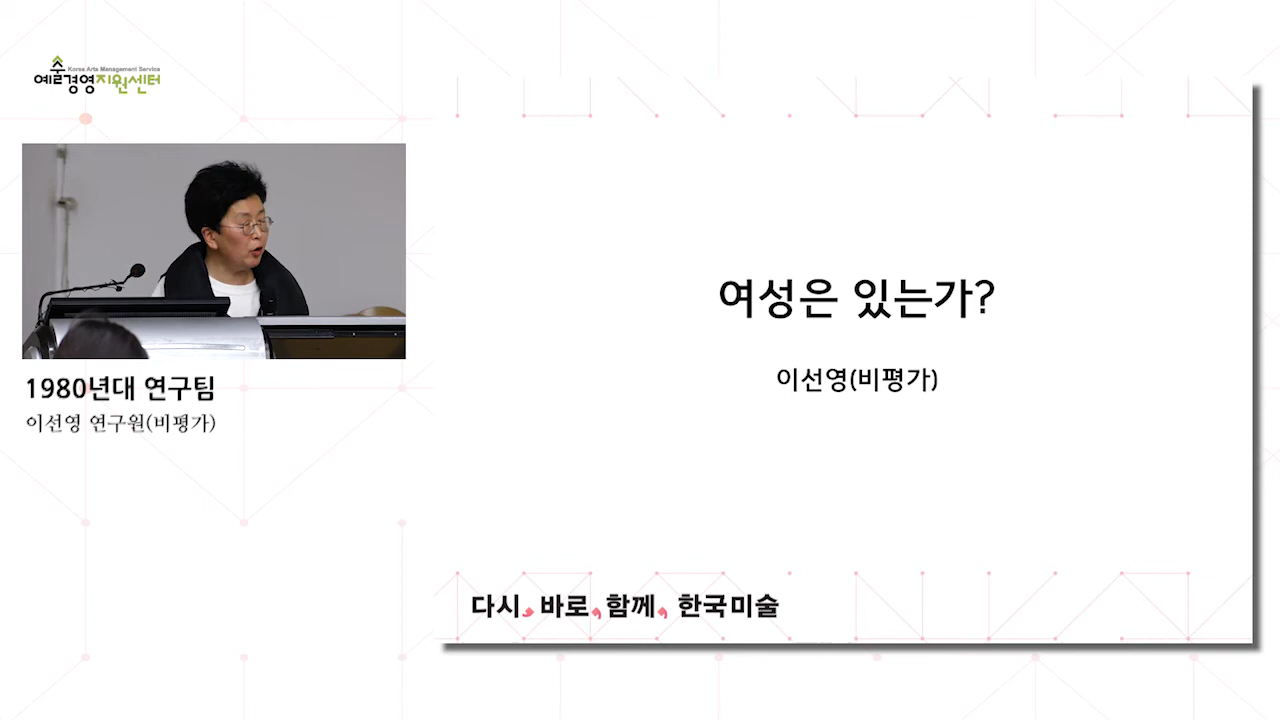 Korea Arts Management Service
예술경영지원센터
1980년대 연구팀
이선영 연구원(비평가)
여성은 있는가?
이선영(비평가)
다시, 바로, 함께, 한국미술